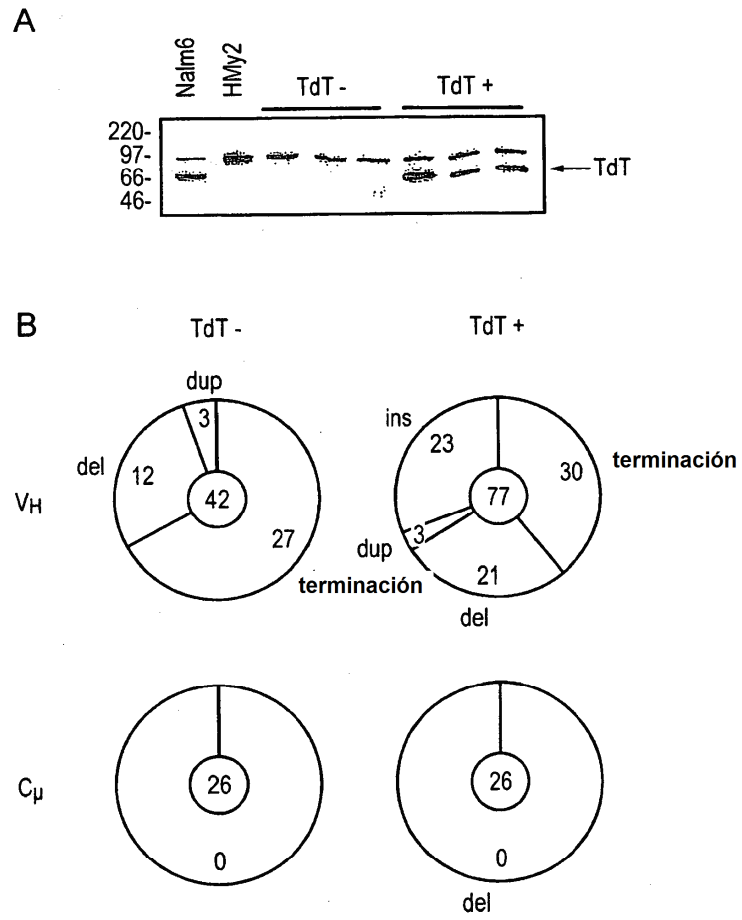 A
Nalm6
HMy2
TdT -
TdT +
220-
97-
66-
46-
TdT
B
TdT -
TdT +
VH
dup
3
del
12
42
27
terminación
ins
23
77
30
terminación
3
dup
21
del
Cμ
26
0
26
0
del